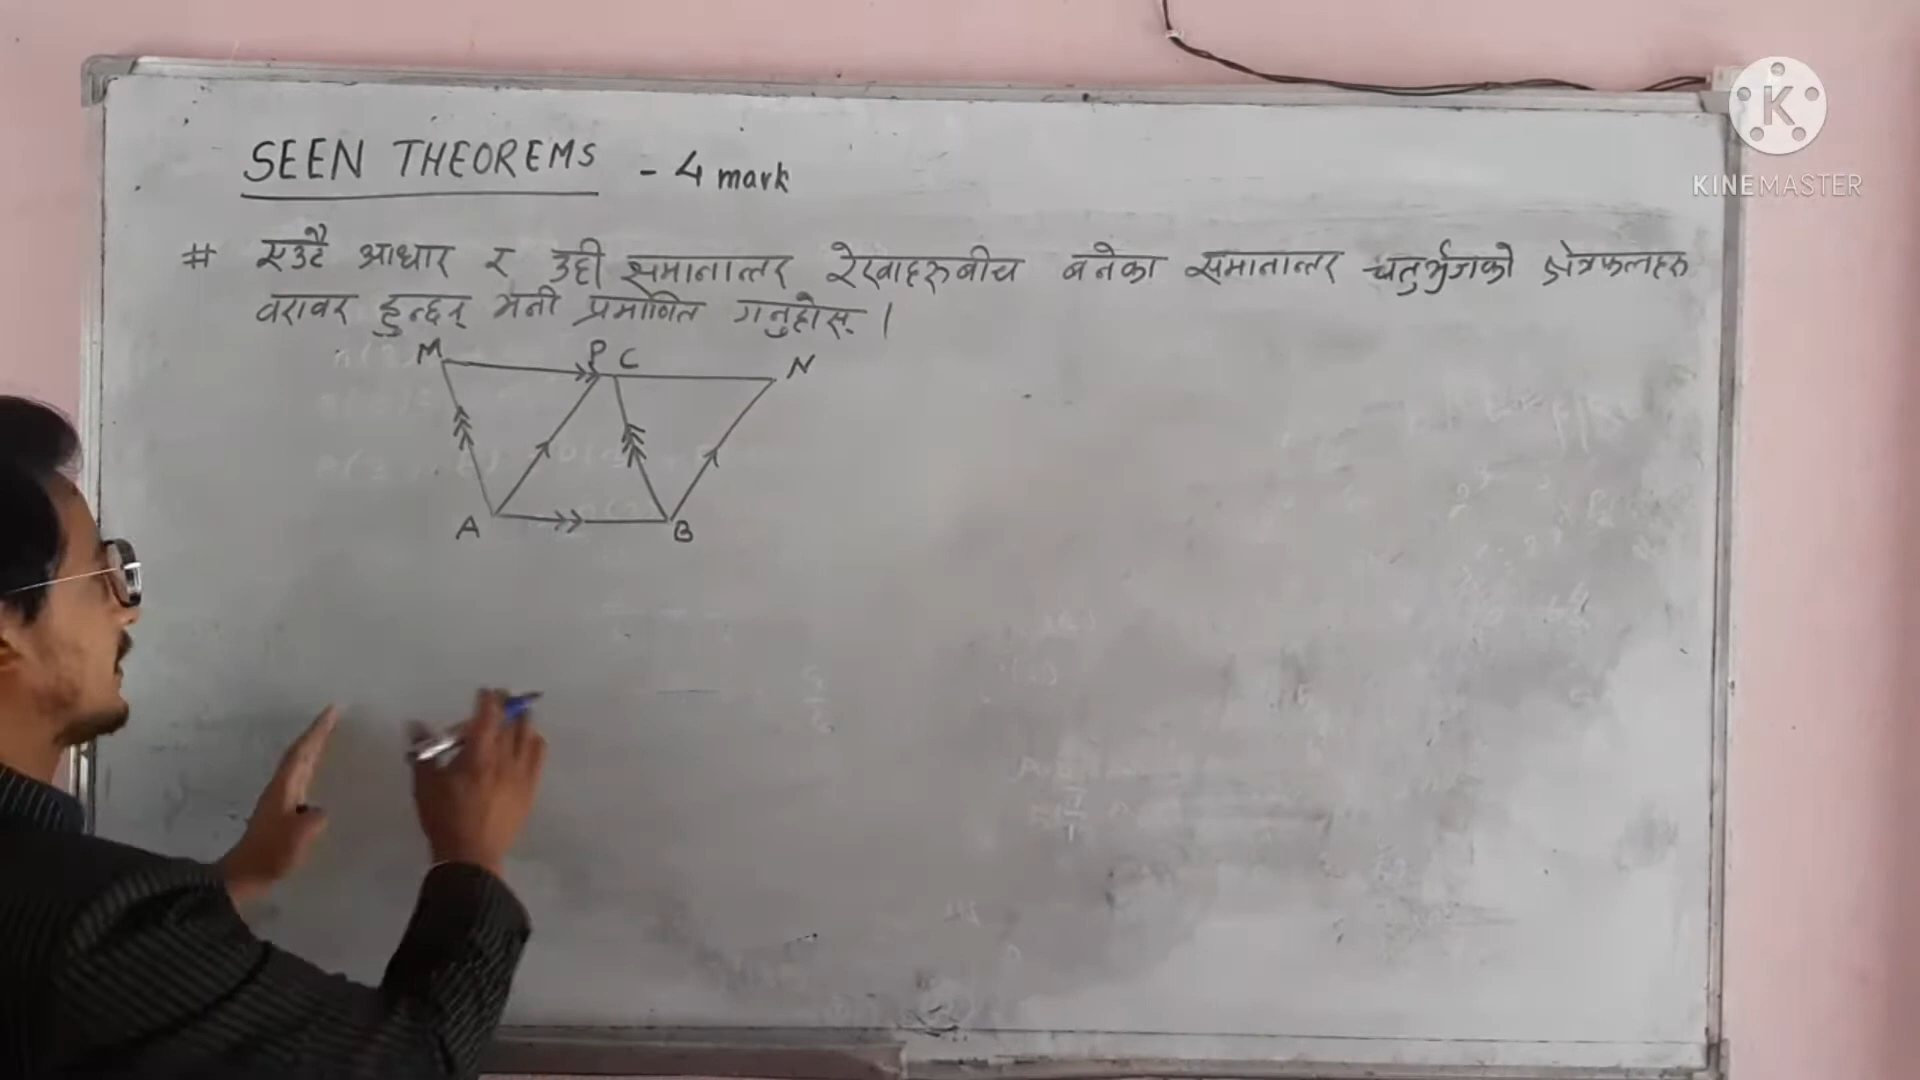 SEEN THEOREMS - 4 mark
# एउटै आधार र उही समानान्तर रेखाहरुबीच बनेका समानान्तर चतुर्भुजको क्षेत्रफलहरु
बराबर हुन्छन् भनी प्रमाणित गर्नुहोस् ।
M P C N
A B
K
KINEMASTER